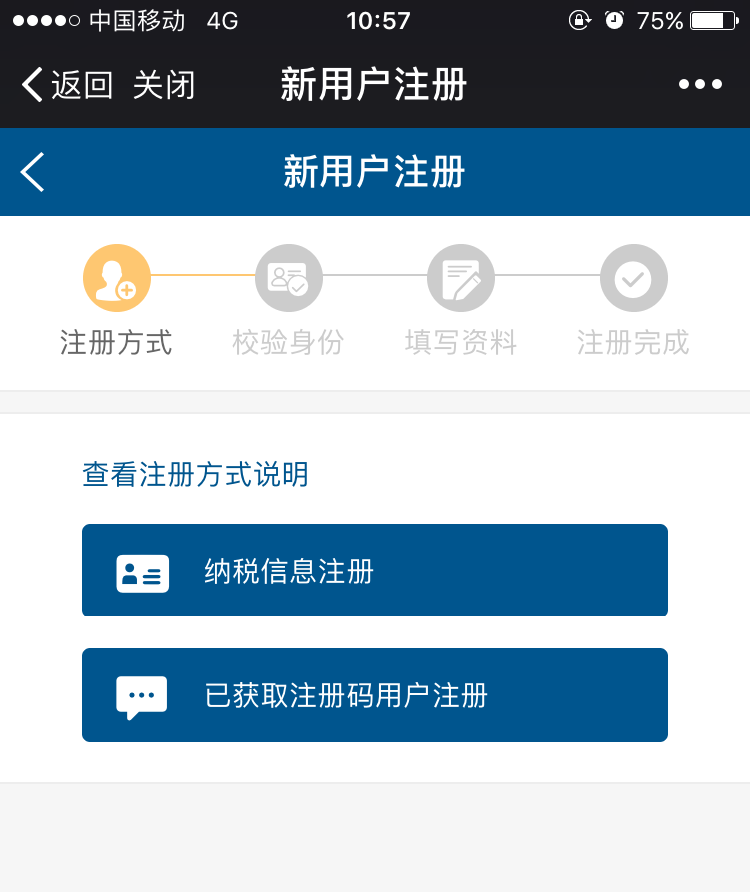 中国移动 4G 10:57 75%
返回 关闭 新用户注册
新用户注册
注册方式 校验身份 填写资料 注册完成
查看注册方式说明
纳税信息注册
已获取注册码用户注册